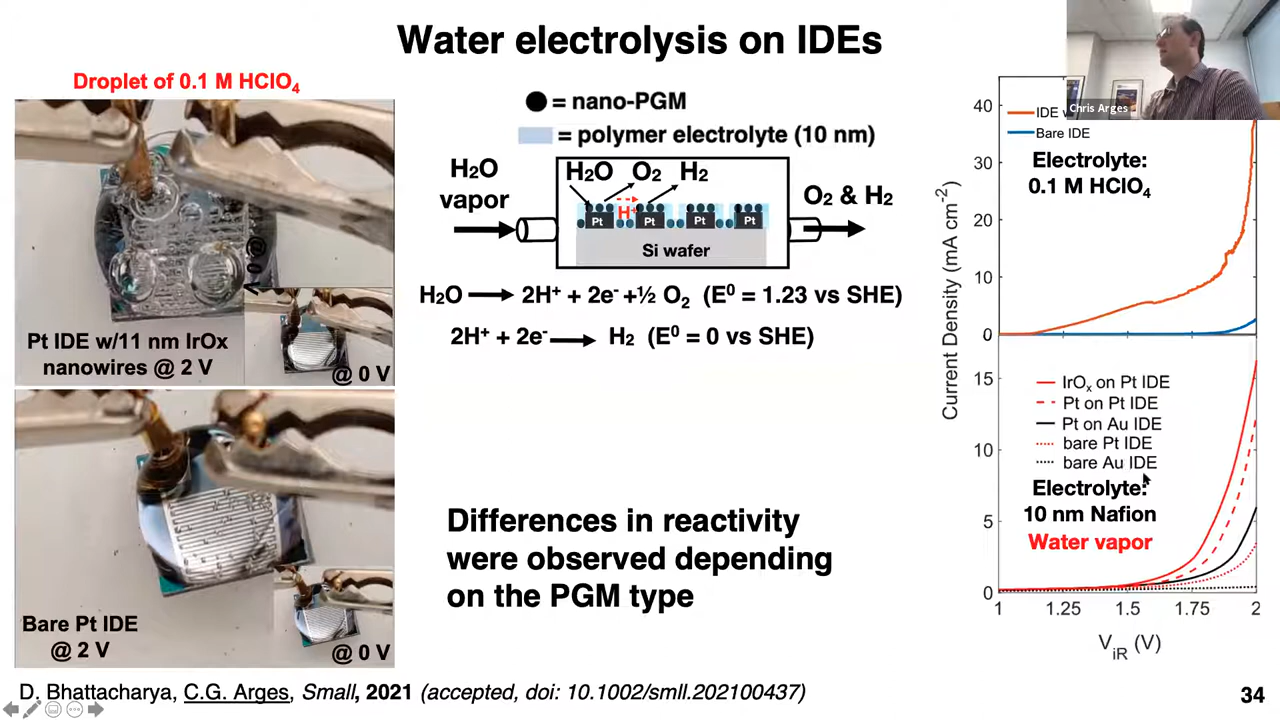 Water electrolysis on IDEs
Chris Arges
Droplet of 0.1 M HClO4
Pt IDE w/11 nm IrOx
nanowires @ 2 V
@ 0 V
Bare Pt IDE
@ 2 V
@ 0 V
= nano-PGM
= polymer electrolyte (10 nm)
H2O
vapor
H2O O2 H2
H+
Pt Pt Pt Pt
Si wafer
O2 & H2
H2O → 2H+ + 2e- +½ O2 (E0 = 1.23 vs SHE)
2H+ + 2e- → H2 (E0 = 0 vs SHE)
Differences in reactivity
were observed depending
on the PGM type
Current Density (mA cm-2)
40
30
20
10
0
IDE
Bare IDE
Electrolyte:
0.1 M HClO4
15
10
5
0
IrOx on Pt IDE
Pt on Pt IDE
Pt on Au IDE
bare Pt IDE
bare Au IDE
Electrolyte:
10 nm Nafion
Water vapor
1 1.25 1.5 1.75 2
ViR (V)
D. Bhattacharya, C.G. Arges, Small, 2021 (accepted, doi: 10.1002/smll.202100437)
34